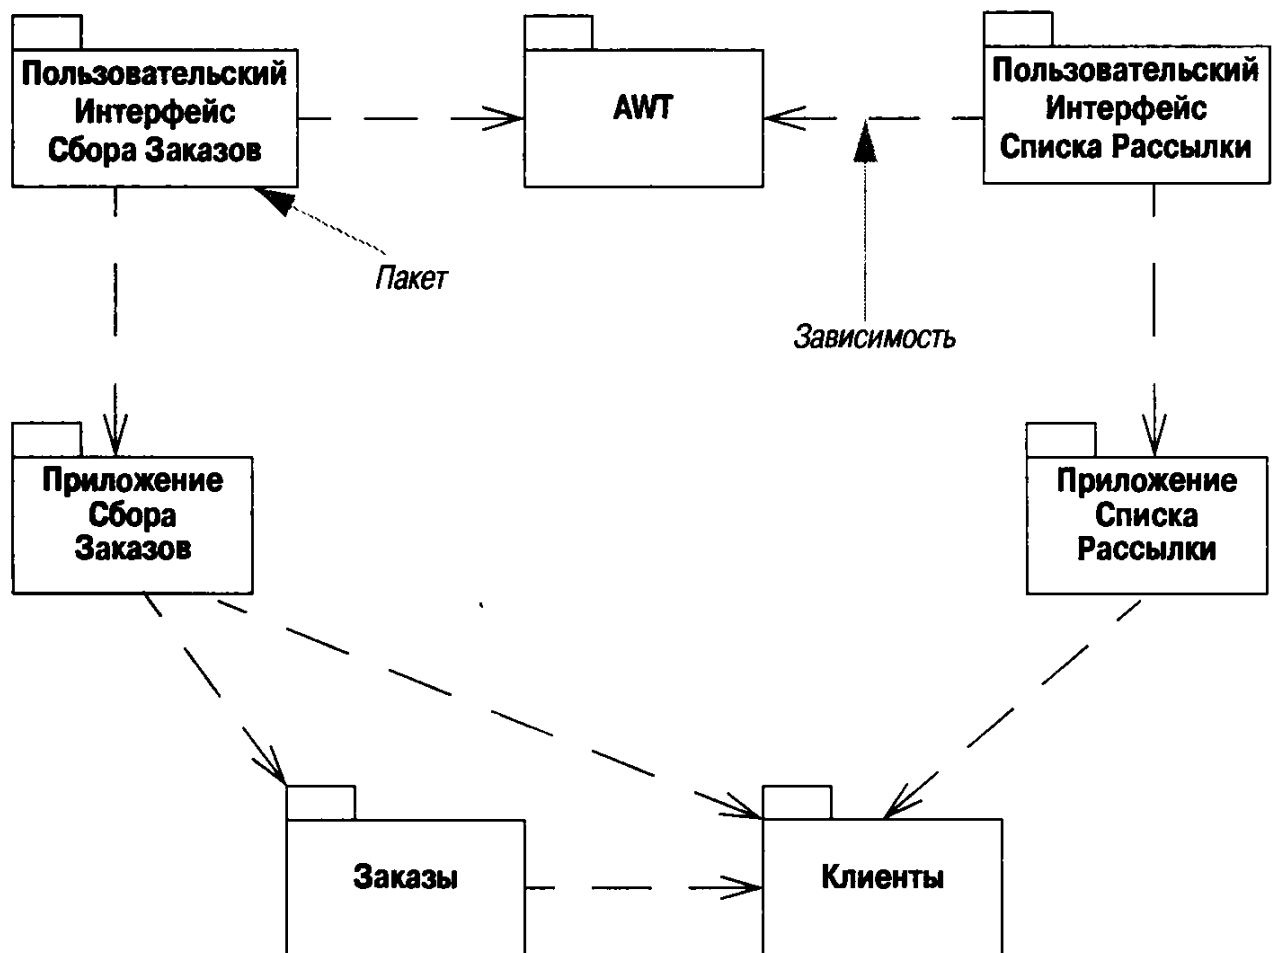 Пользовательский
Интерфейс
Сбора Заказов
AWT
Пользовательский
Интерфейс
Списка Рассылки
Пакет
Зависимость
Приложение
Сбора
Заказов
Приложение
Списка
Рассылки
Заказы
Клиенты